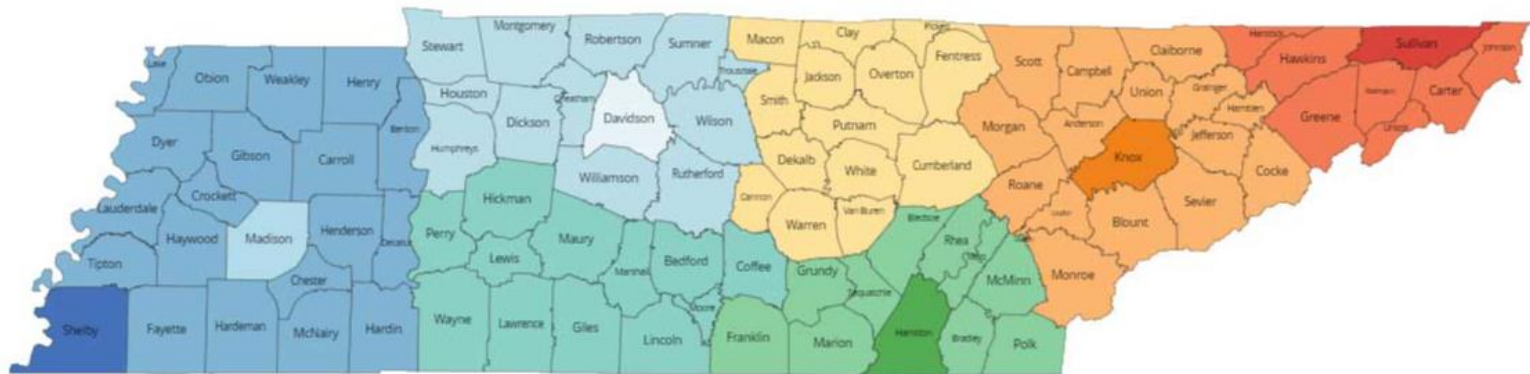 Lake
Obion
Weakley
Henry
Stewart
Montgomery
Robertson
Sumner
Macon
Clay
Pickett
Trousdale
Fentress
Scott
Campbell
Claiborne
Hancock
Hawkins
Sullivan
Johnson
Dyer
Gibson
Carroll
Benton
Houston
Humphreys
Dickson
Cheatham
Davidson
Wilson
Smith
Jackson
Overton
Putnam
Morgan
Anderson
Union
Grainger
Hamblen
Jefferson
Knox
Greene
Washington
Carter
Unicoi
Lauderdale
Crockett
Haywood
Madison
Henderson
Decatur
Perry
Hickman
Williamson
Rutherford
Cannon
Dekalb
White
Cumberland
Warren
Van Buren
Bledsoe
Roane
Loudon
Blount
Sevier
Cocke
Tipton
Chester
Lewis
Maury
Marshall
Bedford
Coffee
Grundy
Sequatchie
Rhea
Meigs
McMinn
Monroe
Shelby
Fayette
Hardeman
McNairy
Hardin
Wayne
Lawrence
Giles
Lincoln
Moore
Franklin
Marion
Hamilton
Bradley
Polk